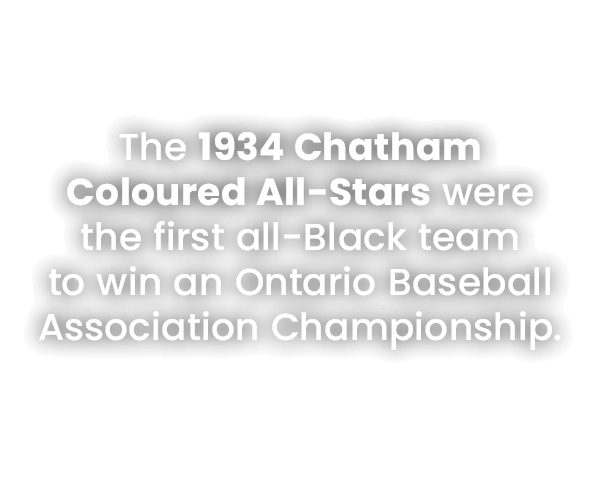 The 1934 Chatham
Coloured All-Stars were
the first all-Black team
to win an Ontario Baseball
Association Championship.